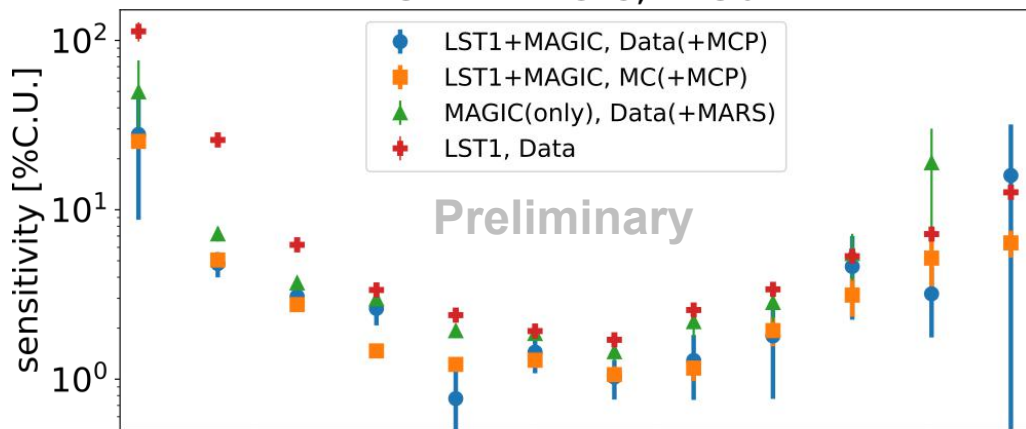 10²
10¹
10⁰
sensitivity [%C.U.]
LST1+MAGIC, Data(+MCP)
LST1+MAGIC, MC(+MCP)
MAGIC(only), Data(+MARS)
LST1, Data
Preliminary